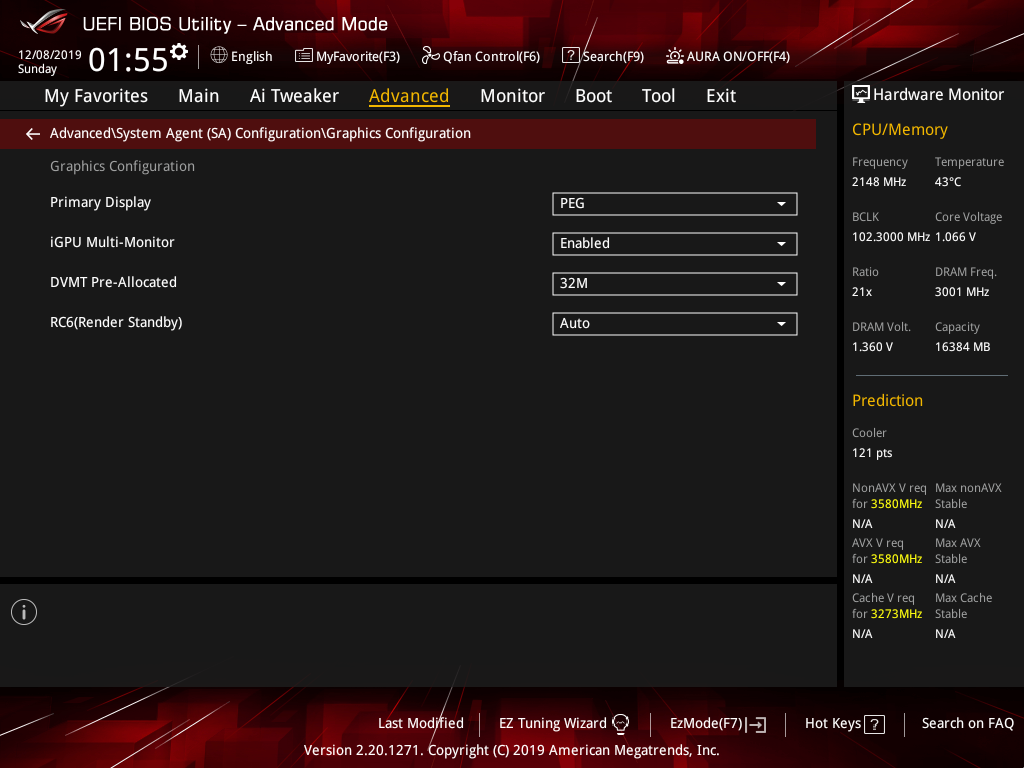 UEFI BIOS Utility – Advanced Mode
12/08/2019
Sunday
01:55
English
MyFavorite(F3)
Qfan Control(F6)
? Search(F9)
AURA ON/OFF(F4)
My Favorites Main Ai Tweaker Advanced Monitor Boot Tool Exit
Advanced\System Agent (SA) Configuration\Graphics Configuration
Graphics Configuration
Primary Display PEG
iGPU Multi-Monitor Enabled
DVMT Pre-Allocated 32M
RC6(Render Standby) Auto
i
Hardware Monitor
CPU/Memory
Frequency Temperature
2148 MHz 43°C
BCLK Core Voltage
102.3000 MHz 1.066 V
Ratio DRAM Freq.
21x 3001 MHz
DRAM Volt. Capacity
1.360 V 16384 MB
Prediction
Cooler
121 pts
NonAVX V req Max nonAVX
for 3580MHz Stable
N/A N/A
AVX V req Max AVX
for 3580MHz Stable
N/A N/A
Cache V req Max Cache
for 3273MHz Stable
N/A N/A
Last Modified EZ Tuning Wizard EzMode(F7) Hot Keys ? Search on FAQ
Version 2.20.1271. Copyright (C) 2019 American Megatrends, Inc.